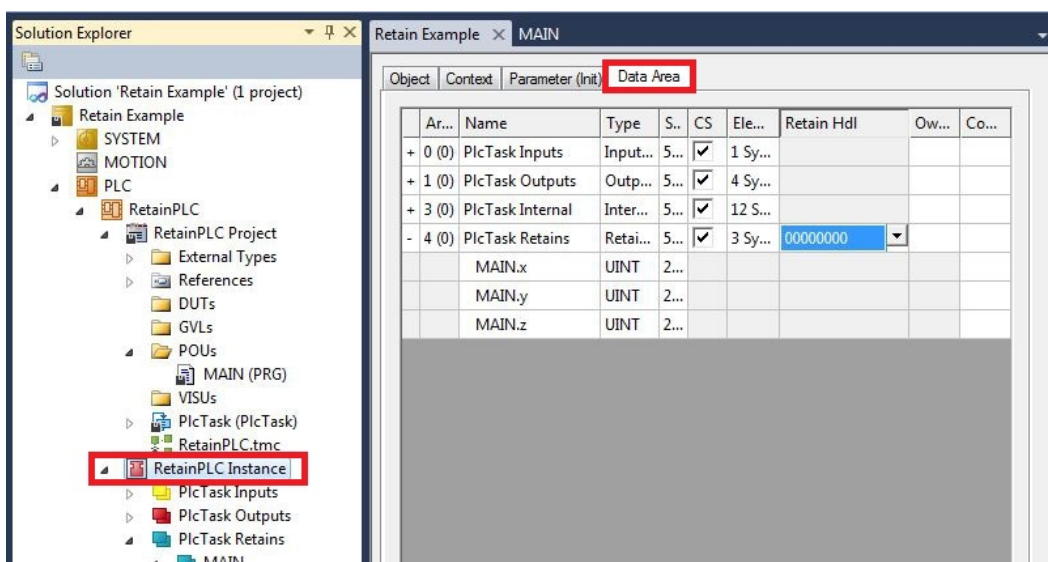 Solution Explorer
Retain Example
MAIN
Object
Context
Parameter (Init)
Data Area
Solution 'Retain Example' (1 project)
Retain Example
SYSTEM
MOTION
PLC
RetainPLC
RetainPLC Project
External Types
References
DUTs
GVLs
POUs
MAIN (PRG)
VISUs
PlcTask (PlcTask)
RetainPLC.tmc
RetainPLC Instance
PlcTask Inputs
PlcTask Outputs
PlcTask Retains
MAIN
Ar... Name Type S.. CS Ele... Retain Hdl Ow... Co...
+ 0 (0) PlcTask Inputs Input... 5... 1 Sy...
+ 1 (0) PlcTask Outputs Outp... 5... 4 Sy...
+ 3 (0) PlcTask Internal Inter... 5... 12 S...
- 4 (0) PlcTask Retains Retai... 5... 3 Sy... 00000000
MAIN.x UINT 2...
MAIN.y UINT 2...
MAIN.z UINT 2...